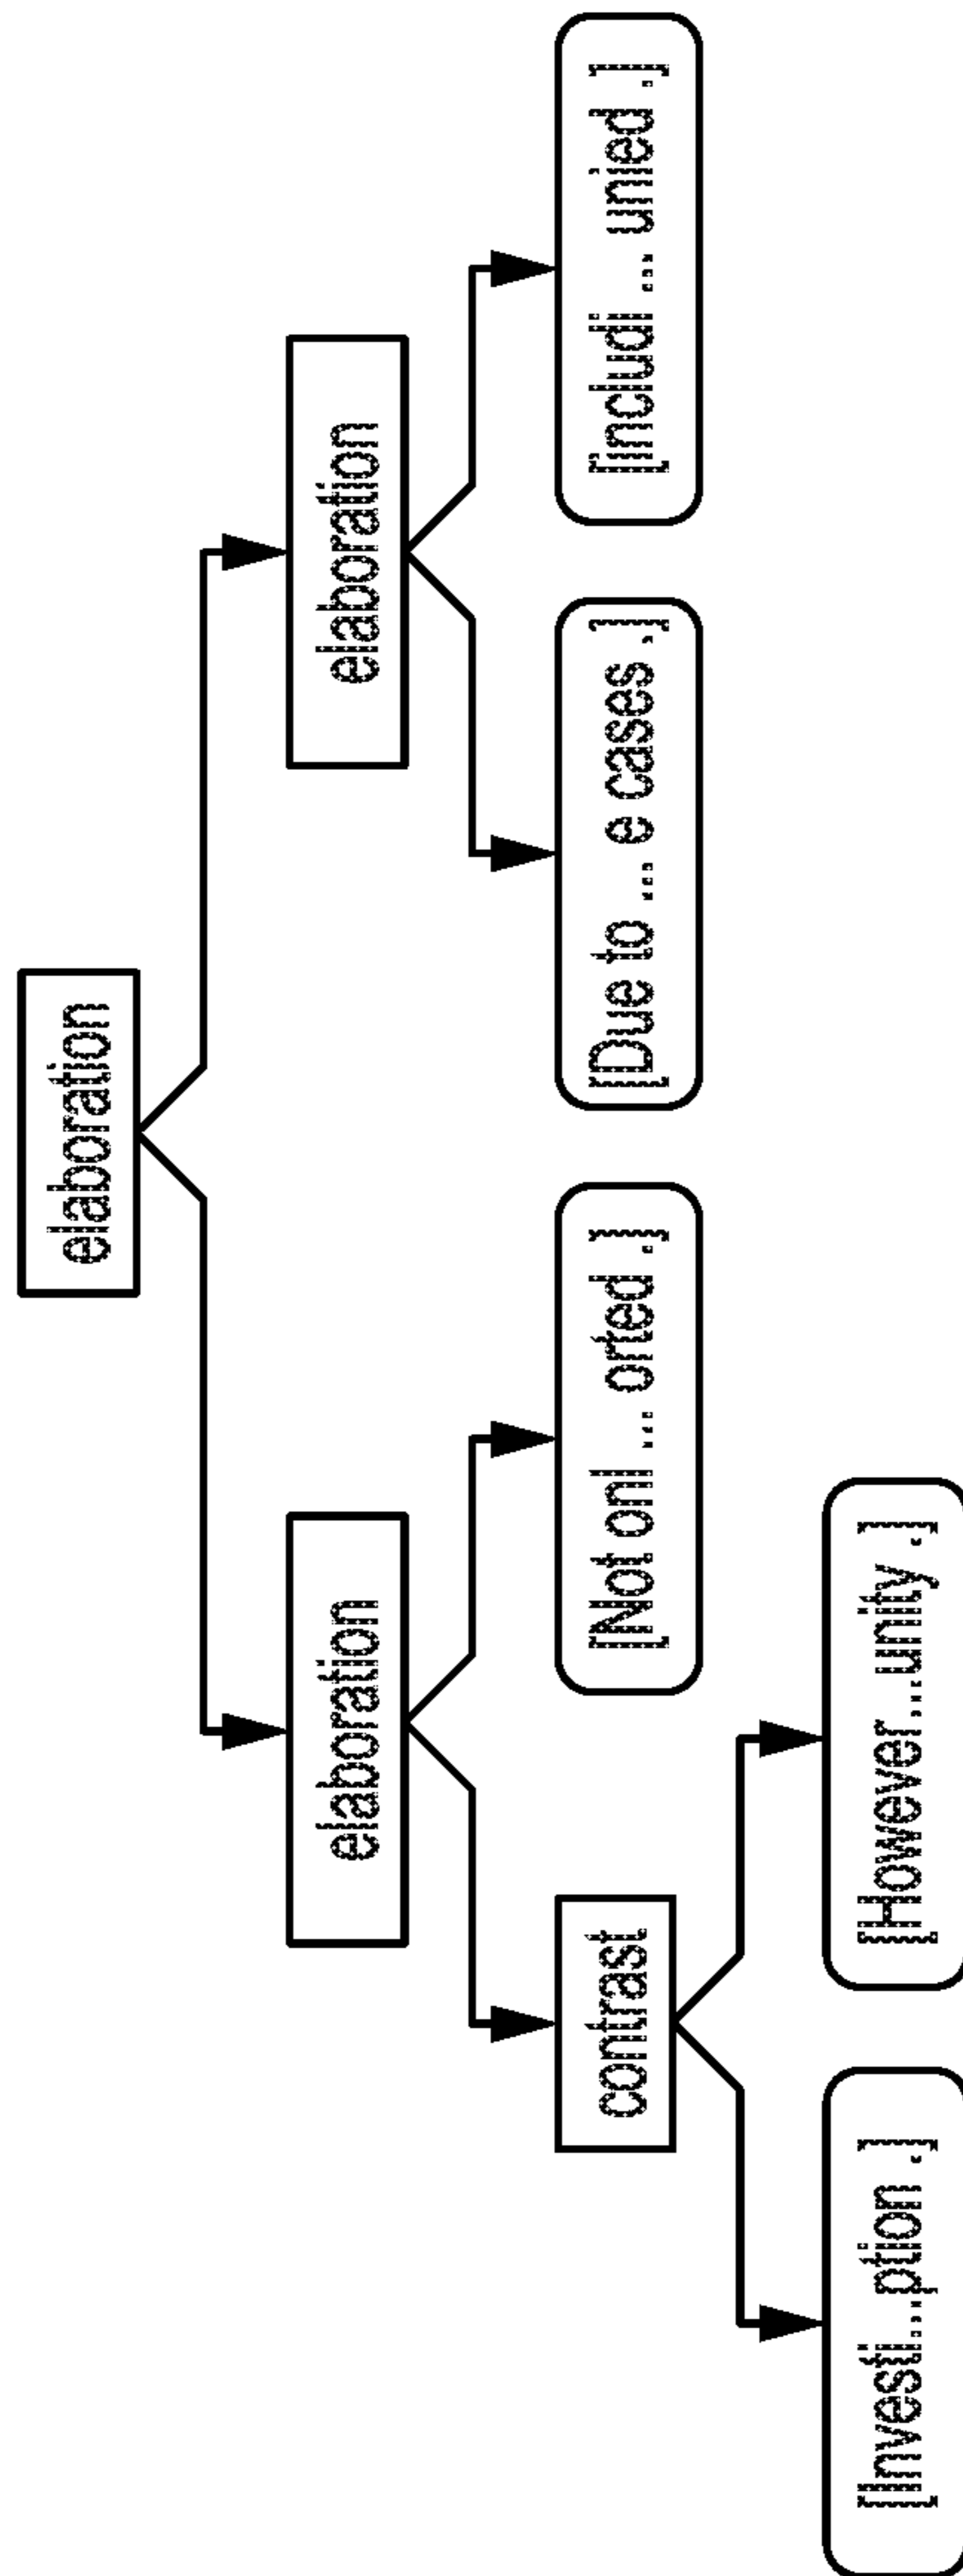 elaboration
elaboration
elaboration
contrast
[Not onl ... orted .]
[Due to ... e cases ,]
[includi ... unied .]
[Investi...ption .]
[However...unity .]